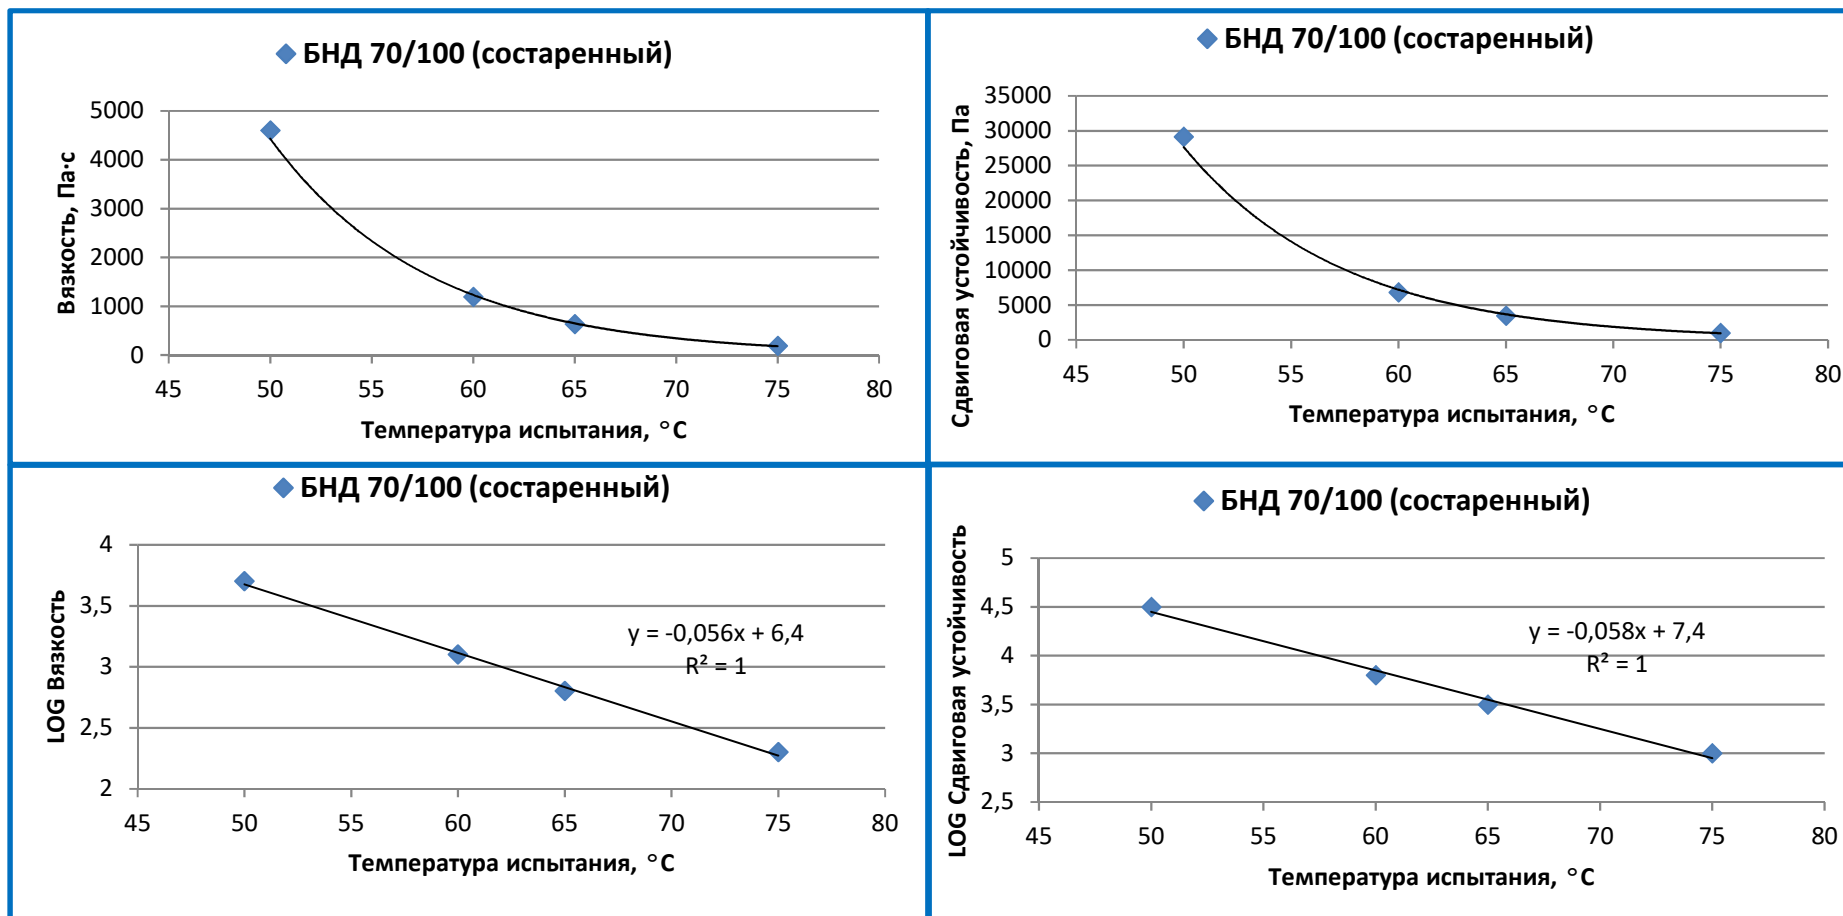 БНД 70/100 (состаренный)
Вязкость, Па·с
5000
4000
3000
2000
1000
0
45 50 55 60 65 70 75 80
Температура испытания, °С
БНД 70/100 (состаренный)
Сдвиговая устойчивость, Па
35000
30000
25000
20000
15000
10000
5000
0
45 50 55 60 65 70 75 80
Температура испытания, °С
БНД 70/100 (состаренный)
LOG Вязкость
4
3,5
3
2,5
2
y = -0,056x + 6,4
R² = 1
45 50 55 60 65 70 75 80
Температура испытания, °С
БНД 70/100 (состаренный)
LOG Сдвиговая устойчивость
5
4,5
4
3,5
3
2,5
y = -0,058x + 7,4
R² = 1
45 50 55 60 65 70 75 80
Температура испытания, °С